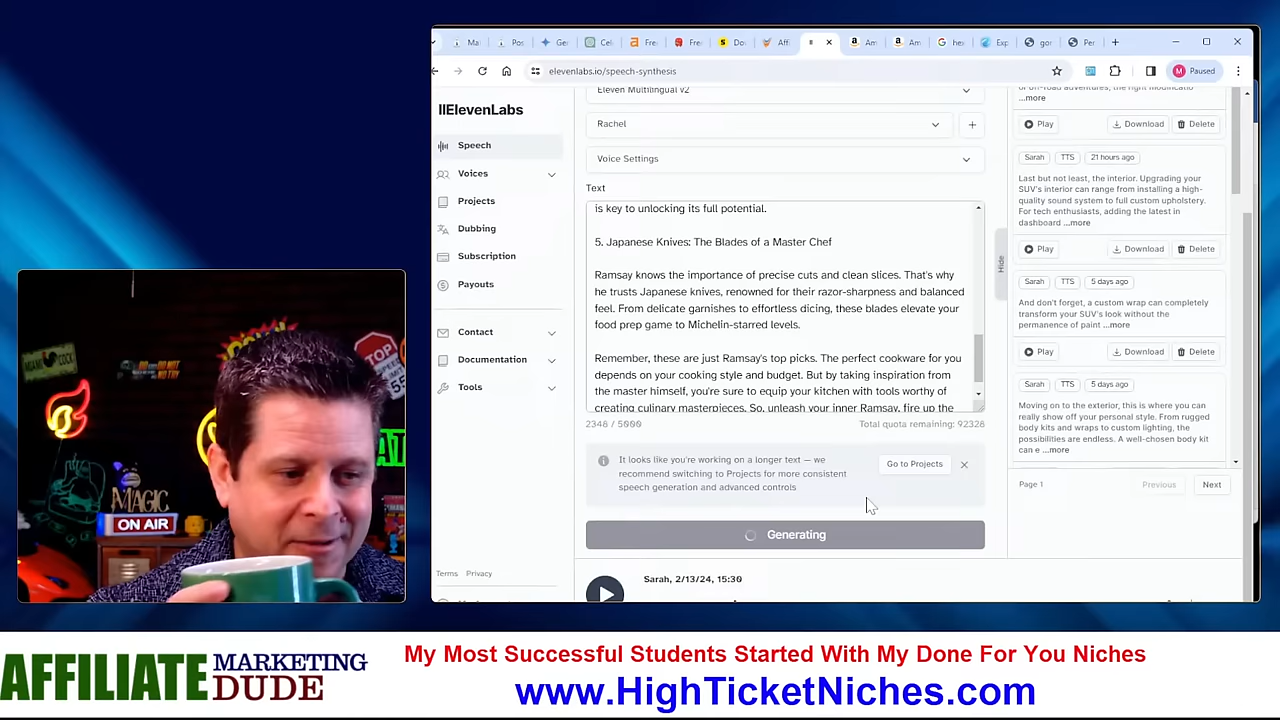 elevenlabs.io/speech-synthesis
Paused
IIElevenLabs
Speech
Voices
Projects
Dubbing
Subscription
Payouts
Contact
Documentation
Tools
Terms Privacy
Eleven Multilingual v2
Rachel
Voice Settings
Text
is key to unlocking its full potential.
5. Japanese Knives: The Blades of a Master Chef
Ramsay knows the importance of precise cuts and clean slices. That's why
he trusts Japanese knives, renowned for their razor-sharpness and balanced
feel. From delicate garnishes to effortless dicing, these blades elevate your
food prep game to Michelin-starred levels.
Remember, these are just Ramsay's top picks. The perfect cookware for you
depends on your cooking style and budget. But by taking inspiration from
the master himself, you're sure to equip your kitchen with tools worthy of
creating culinary masterpieces. So, unleash your inner Ramsay, fire up the
2348 / 5000 Total quota remaining: 92328
It looks like you're working on a longer text — we
recommend switching to Projects for more consistent
speech generation and advanced controls
Go to Projects
Generating
Sarah, 2/13/24, 15:30
Hide
of off-road adventures, the right modificatio
...more
Play Download Delete
Sarah TTS 21 hours ago
Last but not least, the interior. Upgrading your
SUV's interior can range from installing a high-
quality sound system to full custom upholstery.
For tech enthusiasts, adding the latest in
dashboard ...more
Play Download Delete
Sarah TTS 5 days ago
And don't forget, a custom wrap can completely
transform your SUV's look without the
permanence of paint ...more
Play Download Delete
Sarah TTS 5 days ago
Moving on to the exterior, this is where you can
really show off your personal style. From rugged
body kits and wraps to custom lighting, the
possibilities are endless. A well-chosen body kit
can e ...more
Page 1 Previous Next
MIAMI
STOP
MAGIC
ON AIR
AFFILIATE MARKETING DUDE
My Most Successful Students Started With My Done For You Niches
www.HighTicketNiches.com